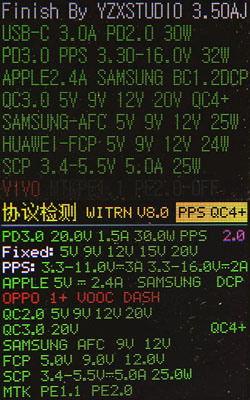 Finish By YZXSTUDIO 3.50AJ
USB-C 3.0A PD2.0 30W
PD3.0 PPS 3.30-16.0V 32W
APPLE2.4A SAMSUNG BC1.2DCP
QC3.0 5V 9V 12V 20V QC4+
SAMSUNG-AFC 5V 9V 12V 25W
HUAWEI-FCP 5V 9V 12V 24W
SCP 3.4-5.5V 5.0A 25W
VIVO MTKPE1.1 PE2.0-OFF
协议检测 WITRN V8.0 PPS QC4+
PD3.0 20.0V 1.5A 30.0W PPS 2.0
Fixed: 5V 9V 12V 15V 20V
PPS: 3.3-11.0V=3A 3.3-16.0V=2A
APPLE 5V = 2.4A SAMSUNG DCP
OPPO 1+ VOOC DASH
QC2.0 5V 9V 12V 20V
QC3.0 20V QC4+
SAMSUNG AFC 9V 12V
FCP 5.0V 9.0V 12.0V
SCP 3.4-5.5V=5.0A 25.0W
MTK PE1.1 PE2.0